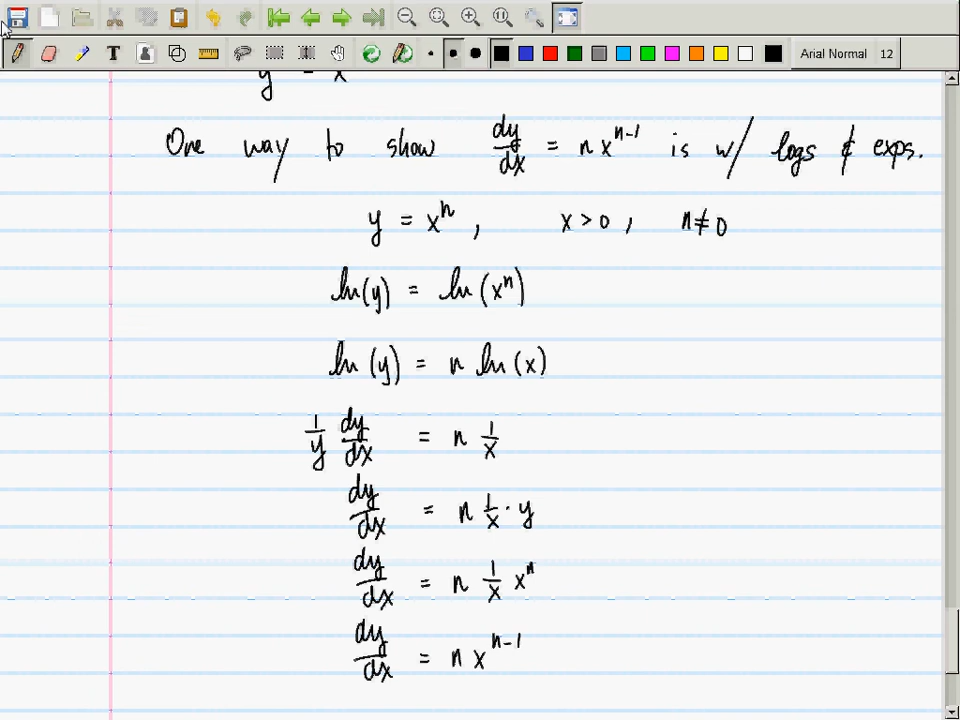 Arial Normal 12
y = x
One way to show dy/dx = n x^{n-1} is w/ logs & exps.
y = x^n, x > 0, n ≠ 0
ln(y) = ln(x^n)
ln(y) = n ln(x)
1/y dy/dx = n 1/x
dy/dx = n 1/x · y
dy/dx = n 1/x x^n
dy/dx = n x^{n-1}